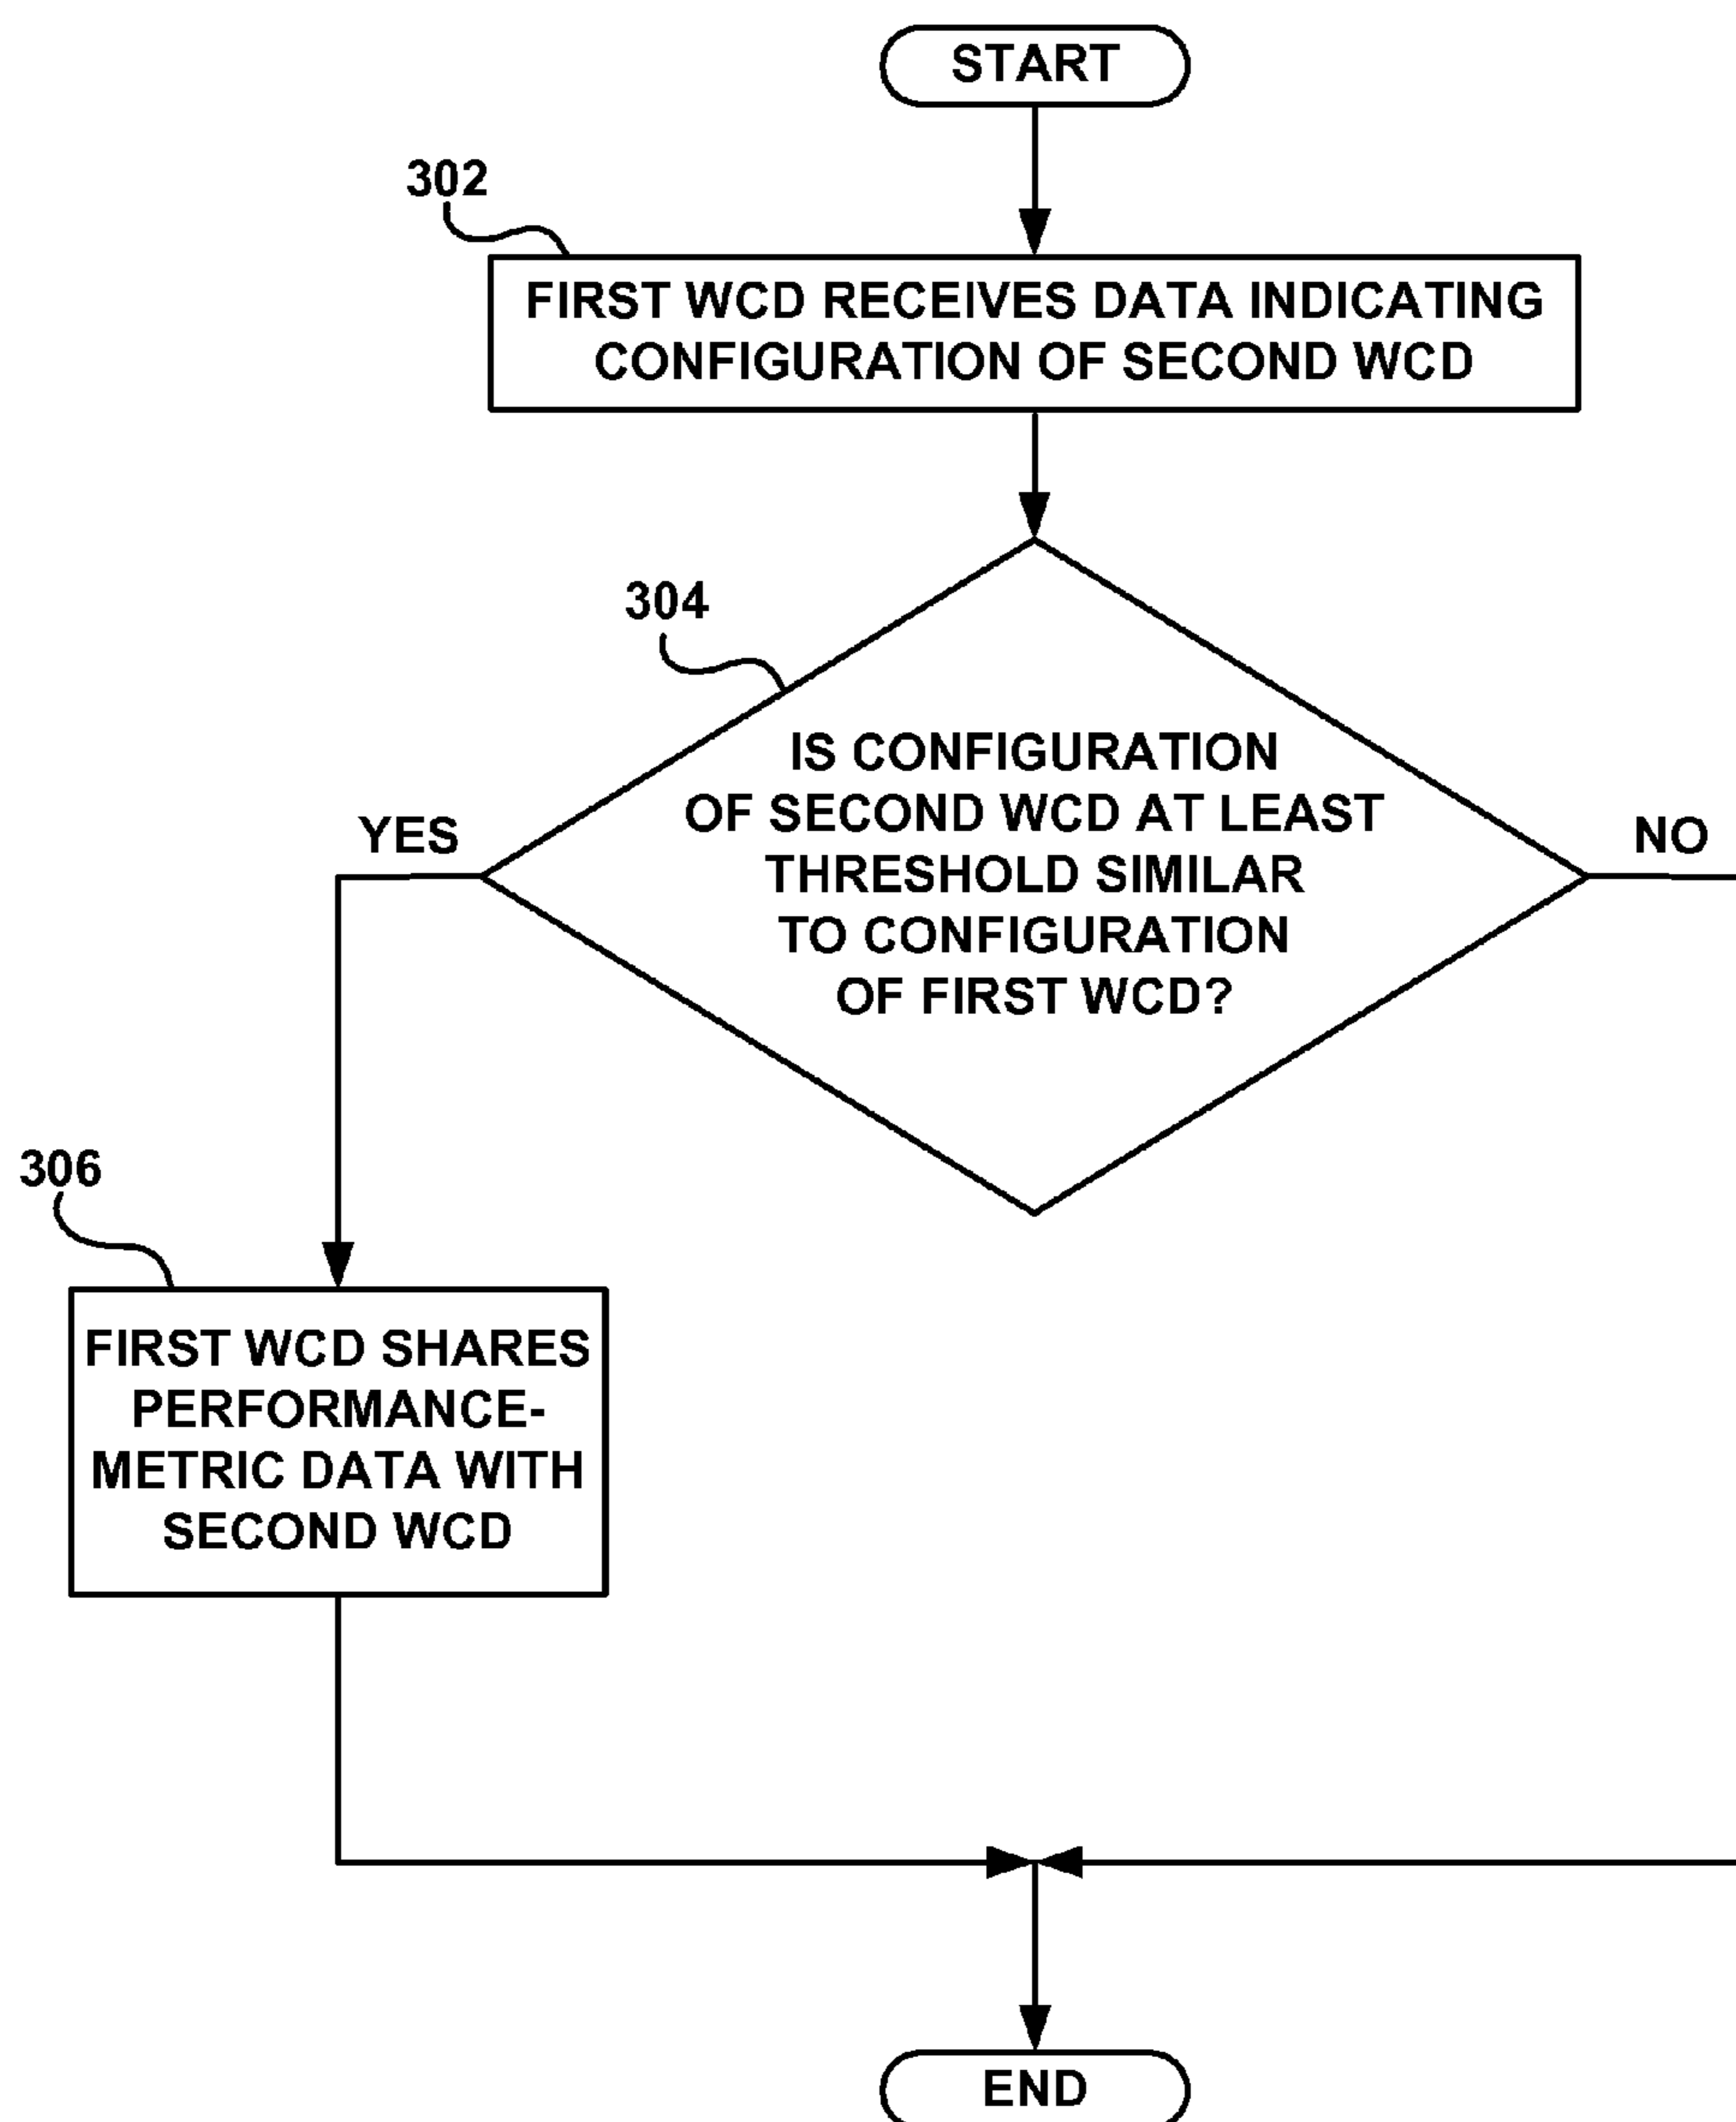 START
302
FIRST WCD RECEIVES DATA INDICATING
CONFIGURATION OF SECOND WCD
304
IS CONFIGURATION
OF SECOND WCD AT LEAST
THRESHOLD SIMILAR
TO CONFIGURATION
OF FIRST WCD?
YES
NO
306
FIRST WCD SHARES
PERFORMANCE-
METRIC DATA WITH
SECOND WCD
END